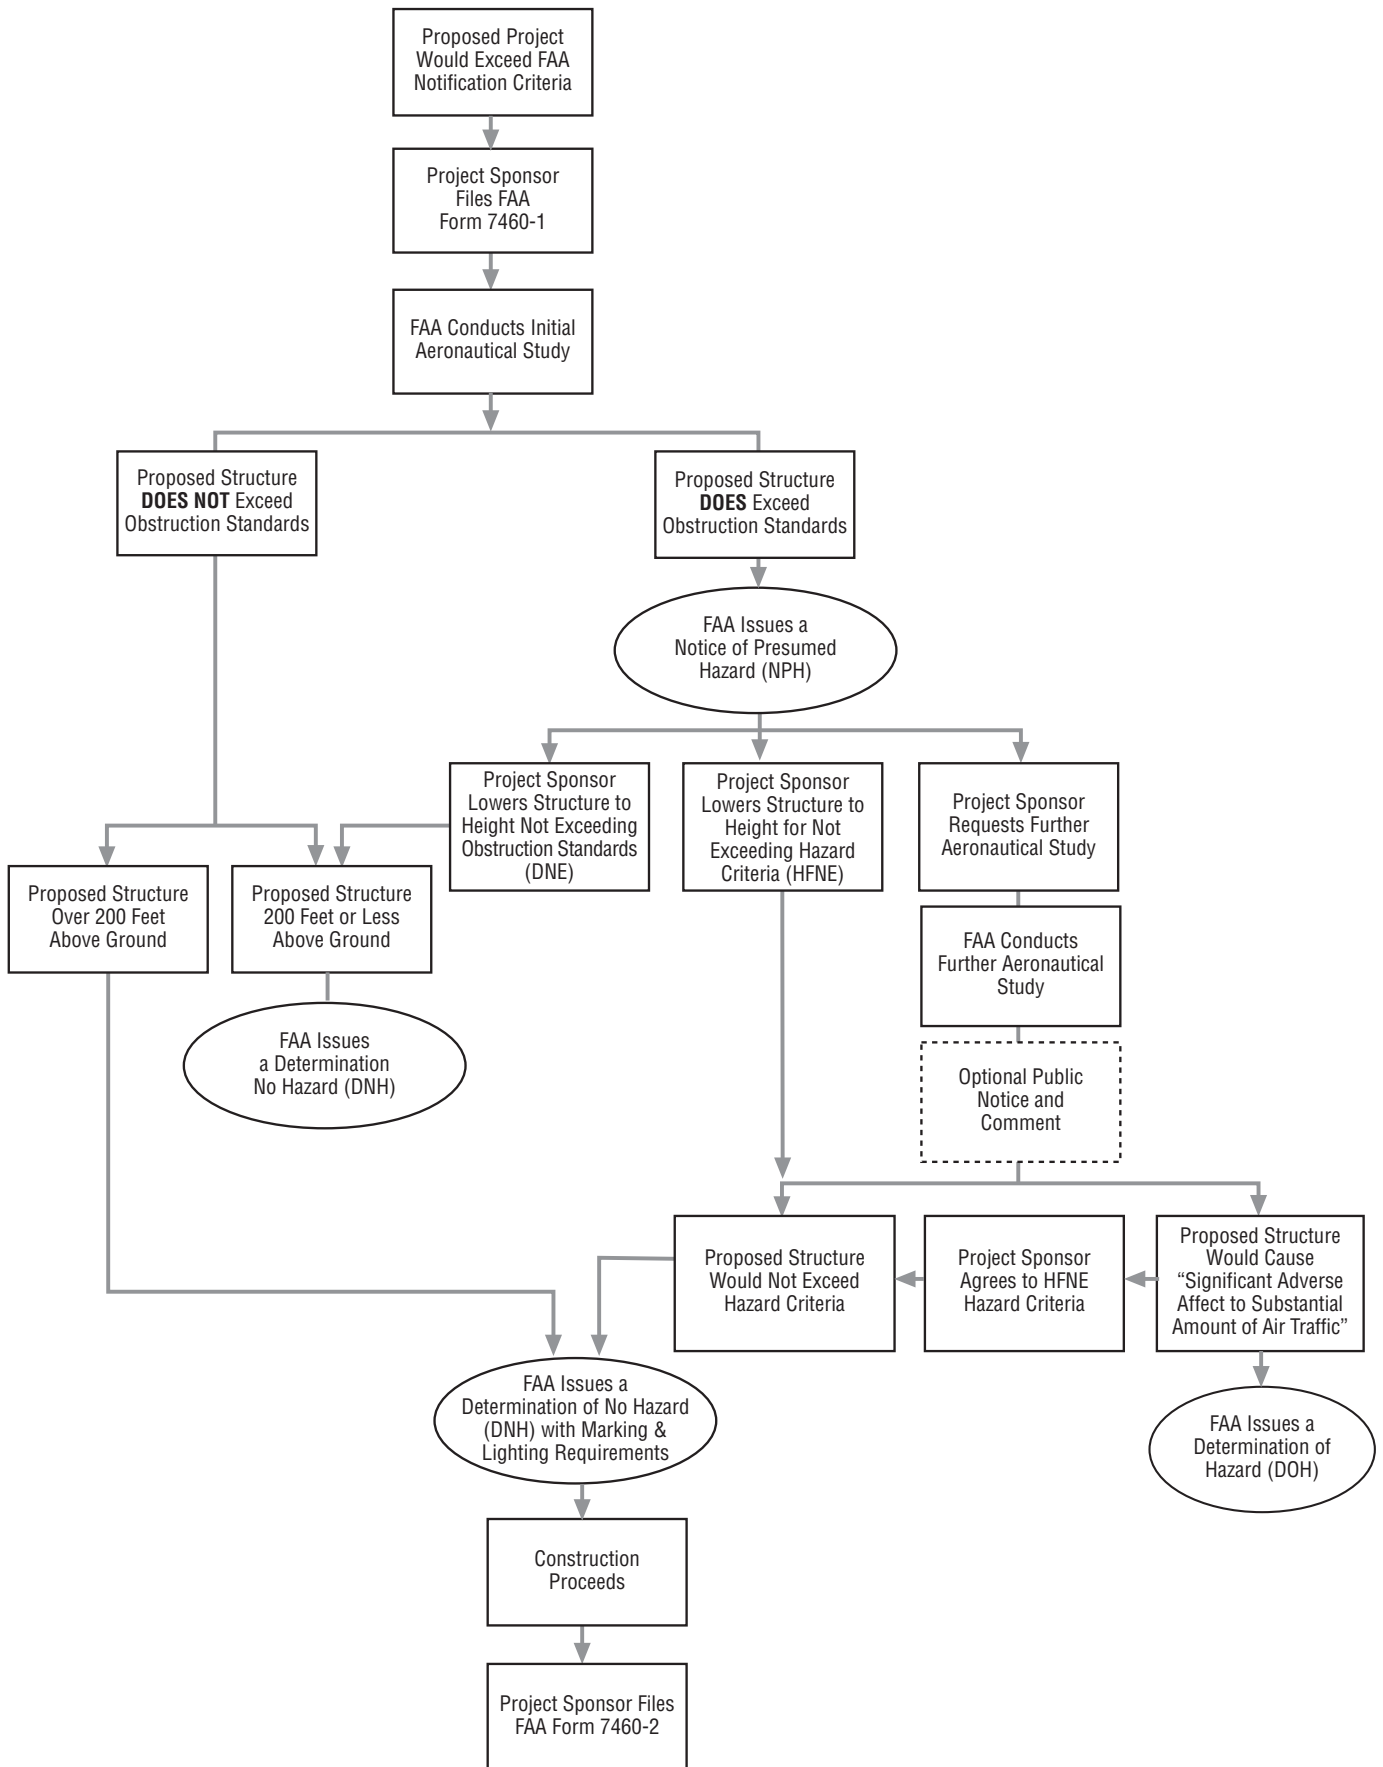 Proposed Project
Would Exceed FAA
Notification Criteria
Project Sponsor
Files FAA
Form 7460-1
FAA Conducts Initial
Aeronautical Study
Proposed Structure
DOES NOT Exceed
Obstruction Standards
Proposed Structure
DOES Exceed
Obstruction Standards
FAA Issues a
Notice of Presumed
Hazard (NPH)
Project Sponsor
Lowers Structure to
Height Not Exceeding
Obstruction Standards
(DNE)
Project Sponsor
Lowers Structure to
Height for Not
Exceeding Hazard
Criteria (HFNE)
Project Sponsor
Requests Further
Aeronautical Study
Proposed Structure
Over 200 Feet
Above Ground
Proposed Structure
200 Feet or Less
Above Ground
FAA Conducts
Further Aeronautical
Study
FAA Issues
a Determination
No Hazard (DNH)
Optional Public
Notice and
Comment
Proposed Structure
Would Not Exceed
Hazard Criteria
Project Sponsor
Agrees to HFNE
Hazard Criteria
Proposed Structure
Would Cause
“Significant Adverse
Affect to Substantial
Amount of Air Traffic”
FAA Issues a
Determination of No Hazard
(DNH) with Marking &
Lighting Requirements
FAA Issues a
Determination of
Hazard (DOH)
Construction
Proceeds
Project Sponsor Files
FAA Form 7460-2